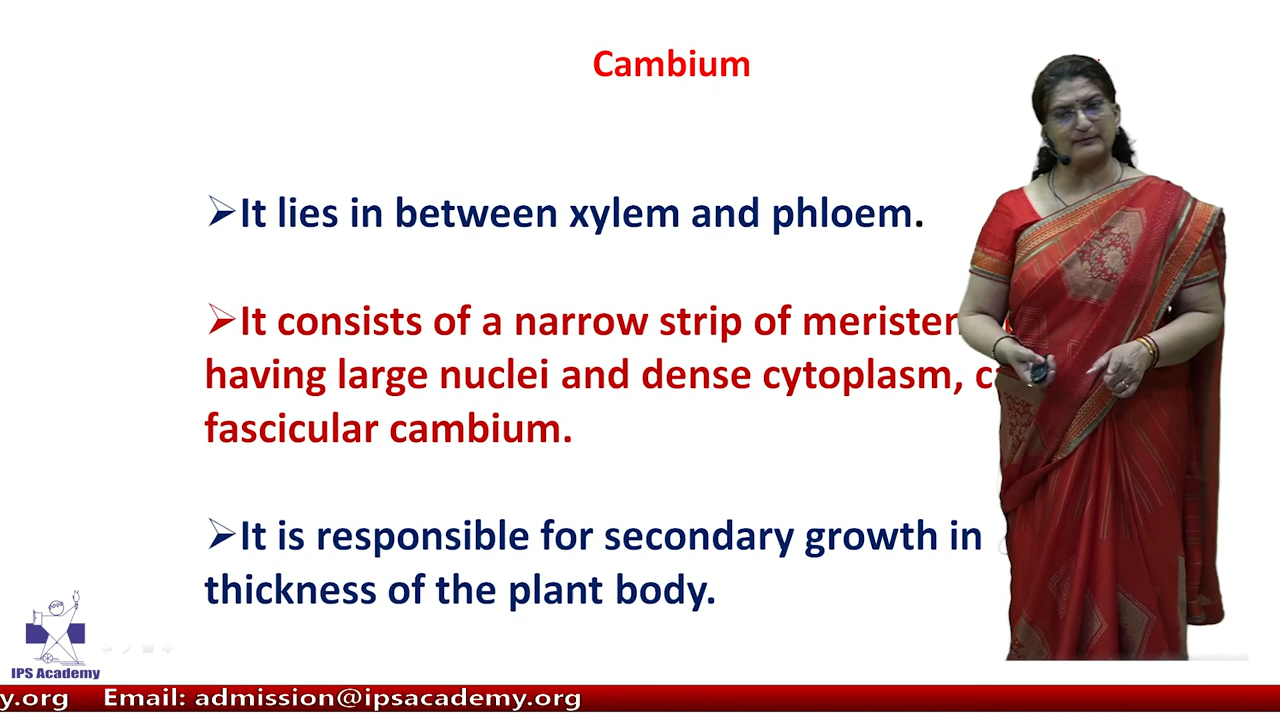 Cambium
➢It lies in between xylem and phloem.
➢It consists of a narrow strip of
having large nuclei and dense cytoplasm,
fascicular cambium.
➢It is responsible for secondary growth in
thickness of the plant body.
IPS Academy
y.org Email: admission@ipsacademy.org